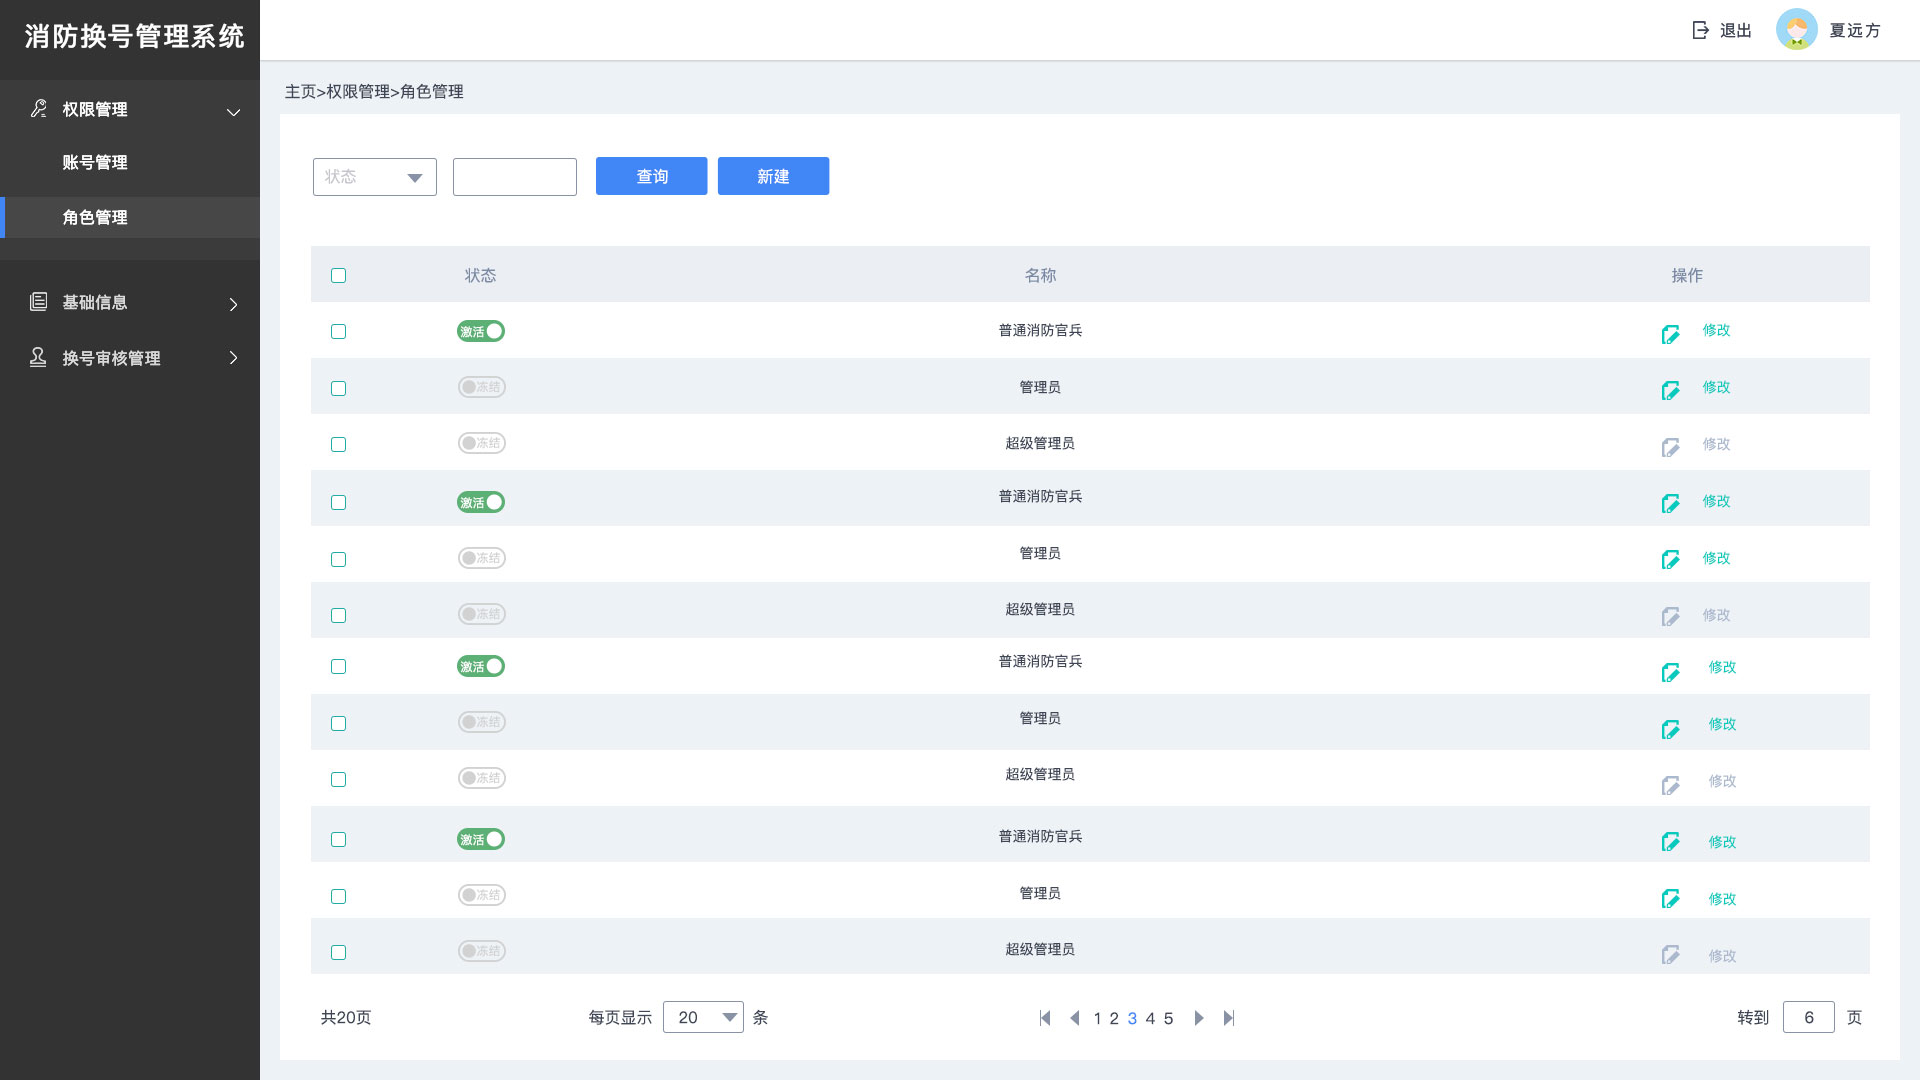 消防换号管理系统
退出
夏远方
权限管理
账号管理
角色管理
基础信息
换号审核管理
主页>权限管理>角色管理
状态
查询
新建
状态 名称 操作
激活 普通消防官兵 修改
冻结 管理员 修改
冻结 超级管理员 修改
激活 普通消防官兵 修改
冻结 管理员 修改
冻结 超级管理员 修改
激活 普通消防官兵 修改
冻结 管理员 修改
冻结 超级管理员 修改
激活 普通消防官兵 修改
冻结 管理员 修改
冻结 超级管理员 修改
共20页 每页显示 20 条 1 2 3 4 5 转到 6 页